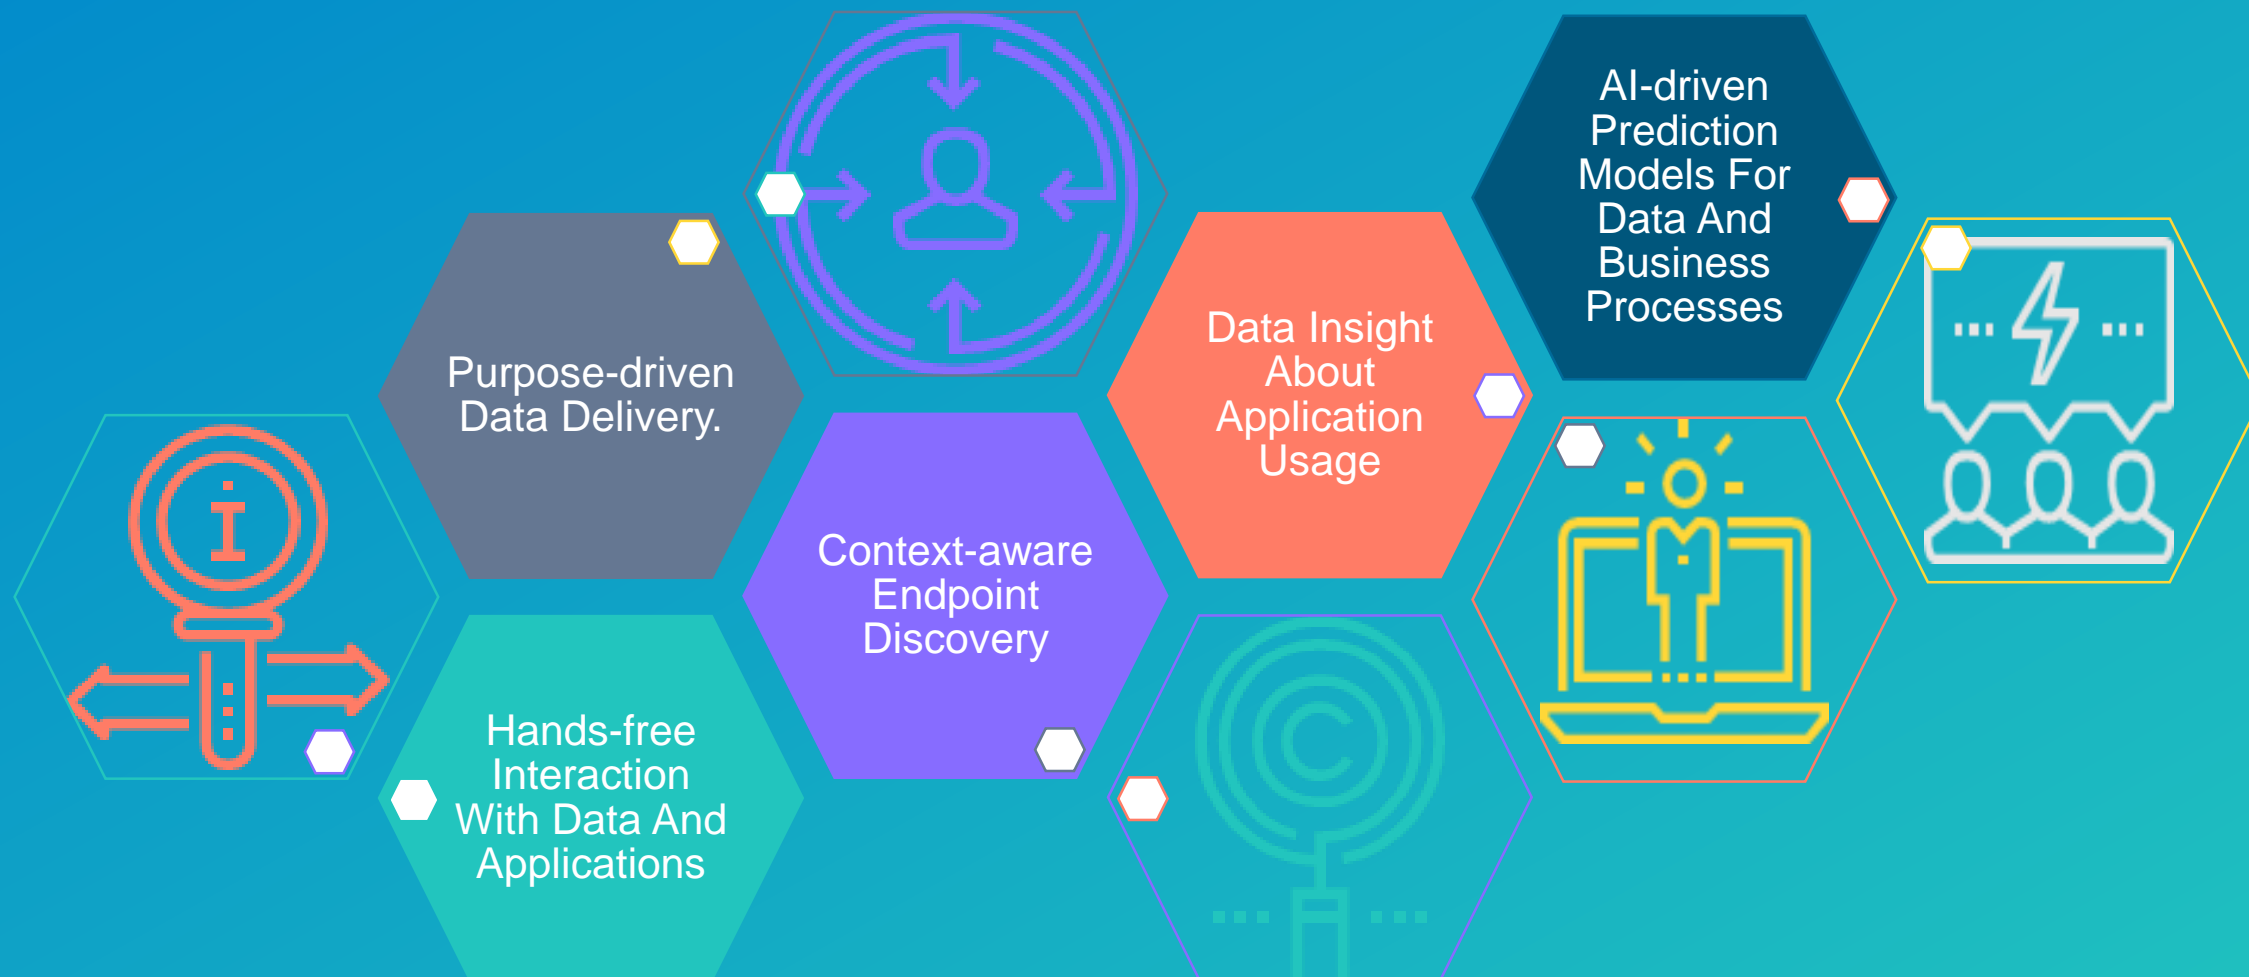 Purpose-driven
Data Delivery.
Hands-free
Interaction
With Data And
Applications
Context-aware
Endpoint
Discovery
Data Insight
About
Application
Usage
AI-driven
Prediction
Models For
Data And
Business
Processes